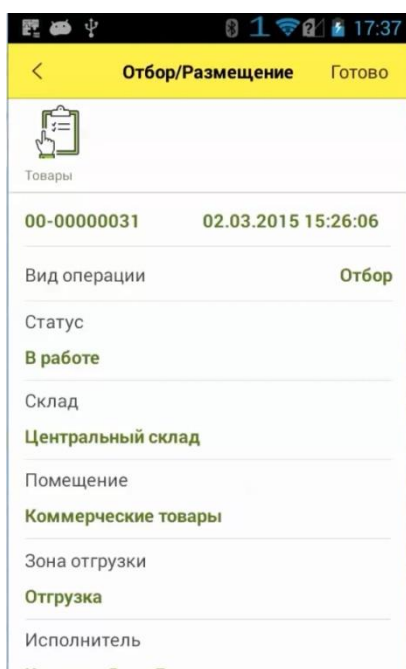 17:37
Отбор/Размещение Готово
Товары
00-00000031 02.03.2015 15:26:06
Вид операции Отбор
Статус
В работе
Склад
Центральный склад
Помещение
Коммерческие товары
Зона отгрузки
Отгрузка
Исполнитель